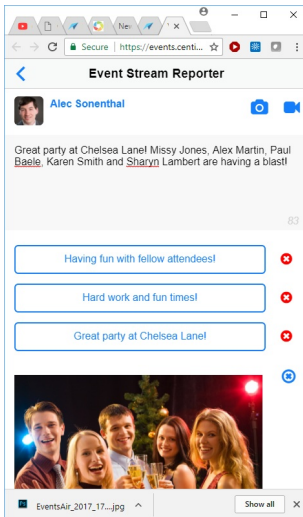 Nev
Secure | https://events.centi...
Event Stream Reporter
Alec Sonenthal
Great party at Chelsea Lane! Missy Jones, Alex Martin, Paul
Baele, Karen Smith and Sharyn Lambert are having a blast!
83
Having fun with fellow attendees!
Hard work and fun times!
Great party at Chelsea Lane!
EventsAir_2017_17....jpg
Show all